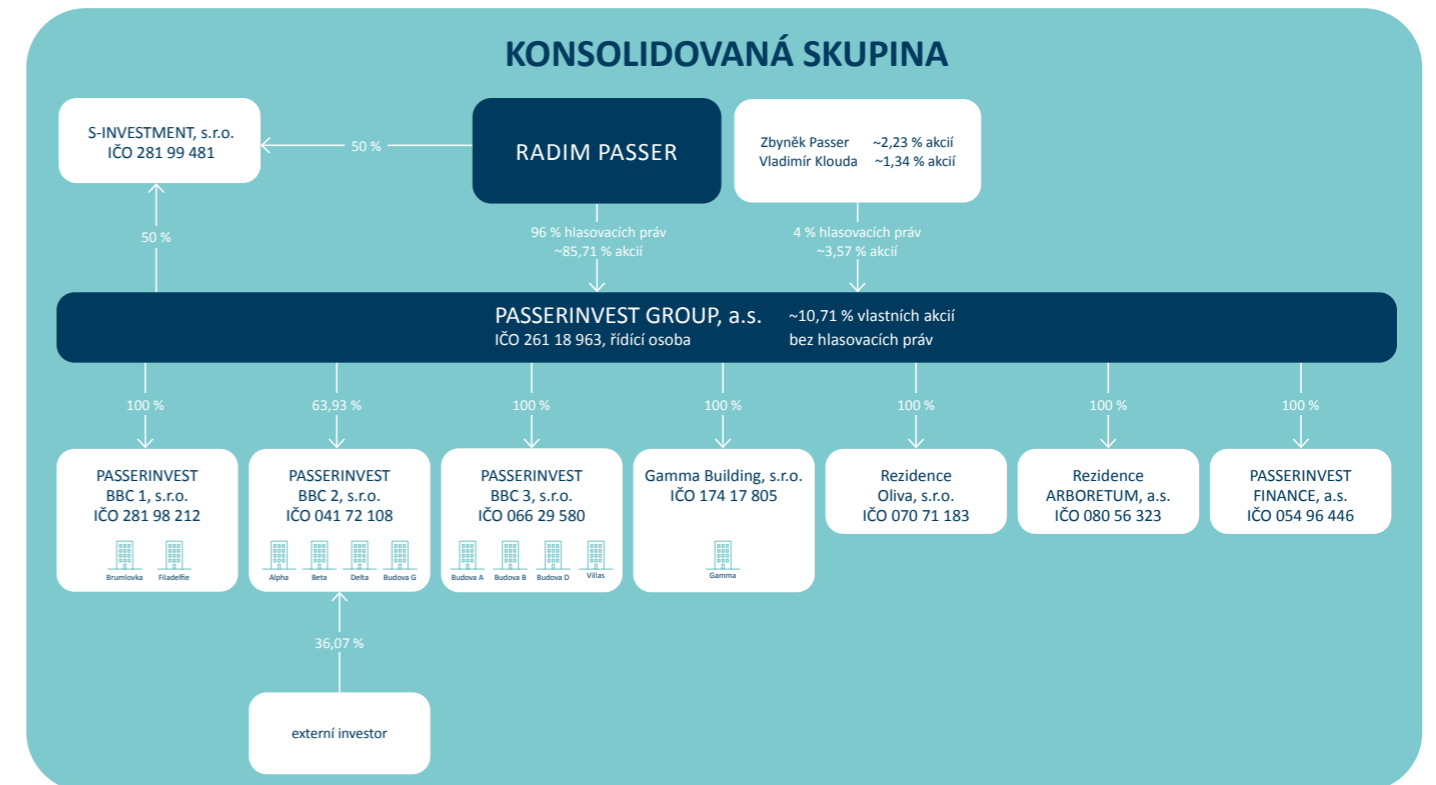 KONSOLIDOVANÁ SKUPINA
S-INVESTMENT, s.r.o.
IČO 281 99 481
50 %
RADIM PASSER
Zbyněk Passer ~2,23 % akcií
Vladimír Klouda ~1,34 % akcií
50 %
96 % hlasovacích práv
~85,71 % akcií
4 % hlasovacích práv
~3,57 % akcií
PASSERINVEST GROUP, a.s. ~10,71 % vlastních akcií
IČO 261 18 963, řídící osoba bez hlasovacích práv
100 %
63,93 %
100 %
100 %
100 %
100 %
100 %
PASSERINVEST
BBC 1, s.r.o.
IČO 281 98 212
Brumlovka
Filadelfie
PASSERINVEST
BBC 2, s.r.o.
IČO 041 72 108
Alpha
Beta
Delta
Budova G
PASSERINVEST
BBC 3, s.r.o.
IČO 066 29 580
Budova A
Budova B
Budova D
Villas
Gamma Building, s.r.o.
IČO 174 17 805
Gamma
Rezidence
Oliva, s.r.o.
IČO 070 71 183
Rezidence
ARBORETUM, a.s.
IČO 080 56 323
PASSERINVEST
FINANCE, a.s.
IČO 054 96 446
36,07 %
externí investor